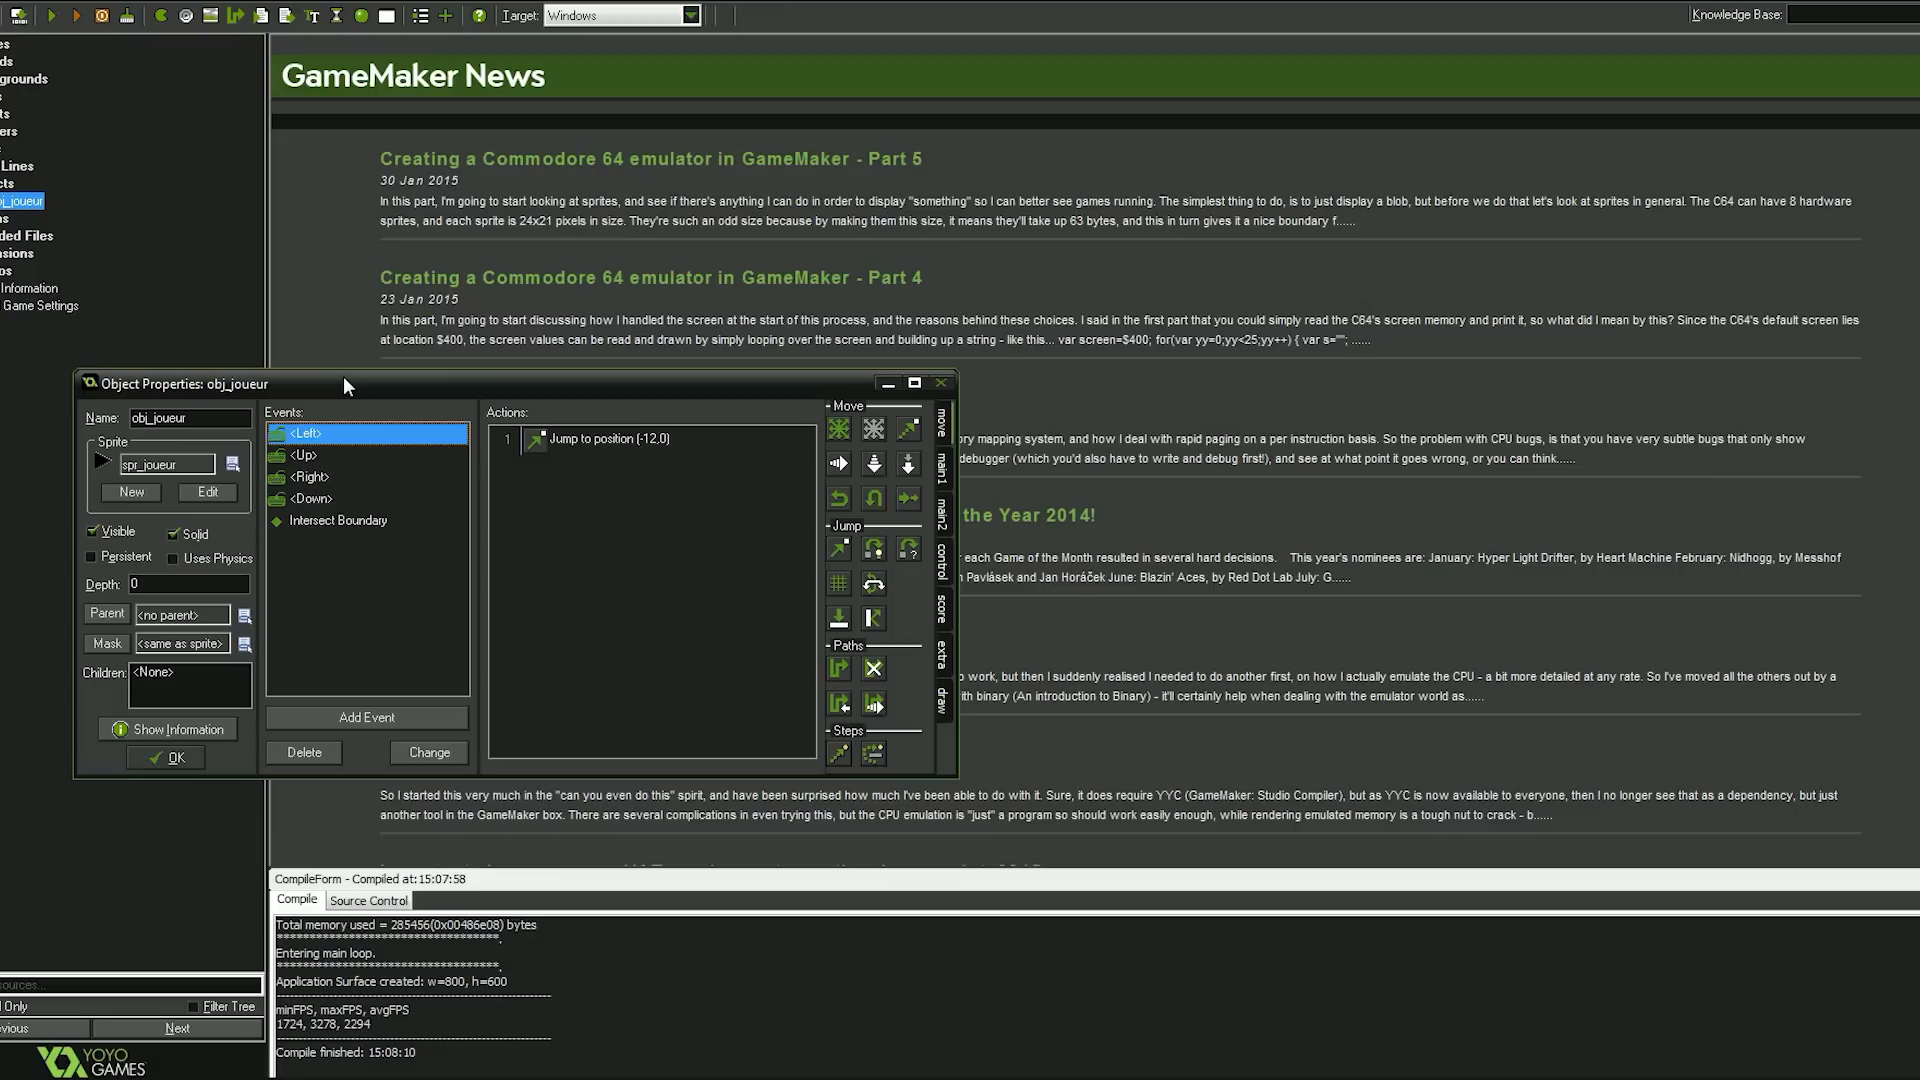 Target: Windows
Knowledge Base:
es
ds
grounds
s
ts
ers
Lines
cts
bj_joueur
ns
ded Files
nsions
os
Information
Game Settings
GameMaker News
Creating a Commodore 64 emulator in GameMaker - Part 5
30 Jan 2015
In this part, I'm going to start looking at sprites, and see if there's anything I can do in order to display "something" so I can better see games running. The simplest thing to do, is to just display a blob, but before we do that let's look at sprites in general. The C64 can have 8 hardware
sprites, and each sprite is 24x21 pixels in size. They're such an odd size because by making them this size, it means they'll take up 63 bytes, and this in turn gives it a nice boundary f......
Creating a Commodore 64 emulator in GameMaker - Part 4
23 Jan 2015
In this part, I'm going to start discussing how I handled the screen at the start of this process, and the reasons behind these choices. I said in the first part that you could simply read the C64's screen memory and print it, so what did I mean by this? Since the C64's default screen lies
at location $400, the screen values can be read and drawn by simply looping over the screen and building up a string - like this... var screen=$400; for(var yy=0;yy<25;yy++) { var s=""; ......
ory mapping system, and how I deal with rapid paging on a per instruction basis. So the problem with CPU bugs, is that you have very subtle bugs that only show
debugger (which you'd also have to write and debug first!), and see at what point it goes wrong, or you can think......
the Year 2014!
r each Game of the Month resulted in several hard decisions. This year's nominees are: January: Hyper Light Drifter, by Heart Machine February: Nidhogg, by Messhof
n Pavlásek and Jan Horáček June: Blazin' Aces, by Red Dot Lab July: G......
o work, but then I suddenly realised I needed to do another first, on how I actually emulate the CPU - a bit more detailed at any rate. So I've moved all the others out by a
ith binary (An introduction to Binary) - it'll certainly help when dealing with the emulator world as......
So I started this very much in the "can you even do this" spirit, and have been surprised how much I've been able to do with it. Sure, it does require YYC (GameMaker: Studio Compiler), but as YYC is now available to everyone, then I no longer see that as a dependency, but just
another tool in the GameMaker box. There are several complications in even trying this, but the CPU emulation is "just" a program so should work easily enough, while rendering emulated memory is a tough nut to crack - b......
Object Properties: obj_joueur
Name: obj_joueur
Sprite
spr_joueur
New
Edit
Visible
Solid
Persistent
Uses Physics
Depth: 0
Parent
<no parent>
Mask
<same as sprite>
Children:
<None>
Show Information
OK
Events:
<Left>
<Up>
<Right>
<Down>
Intersect Boundary
Add Event
Delete
Change
Actions:
1
Jump to position (-12,0)
Move
Jump
Paths
Steps
move
main1
main2
control
score
extra
draw
CompileForm - Compiled at:15:07:58
Compile
Source Control
Total memory used = 285456(0x00486e08) bytes
***********************************.
Entering main loop.
***********************************.
Application Surface created: w=800, h=600
minFPS, maxFPS, avgFPS
1724, 3278, 2294
Compile finished: 15:08:10
ources...
l Only
Filter Tree
evious
Next
YOYO
GAMES